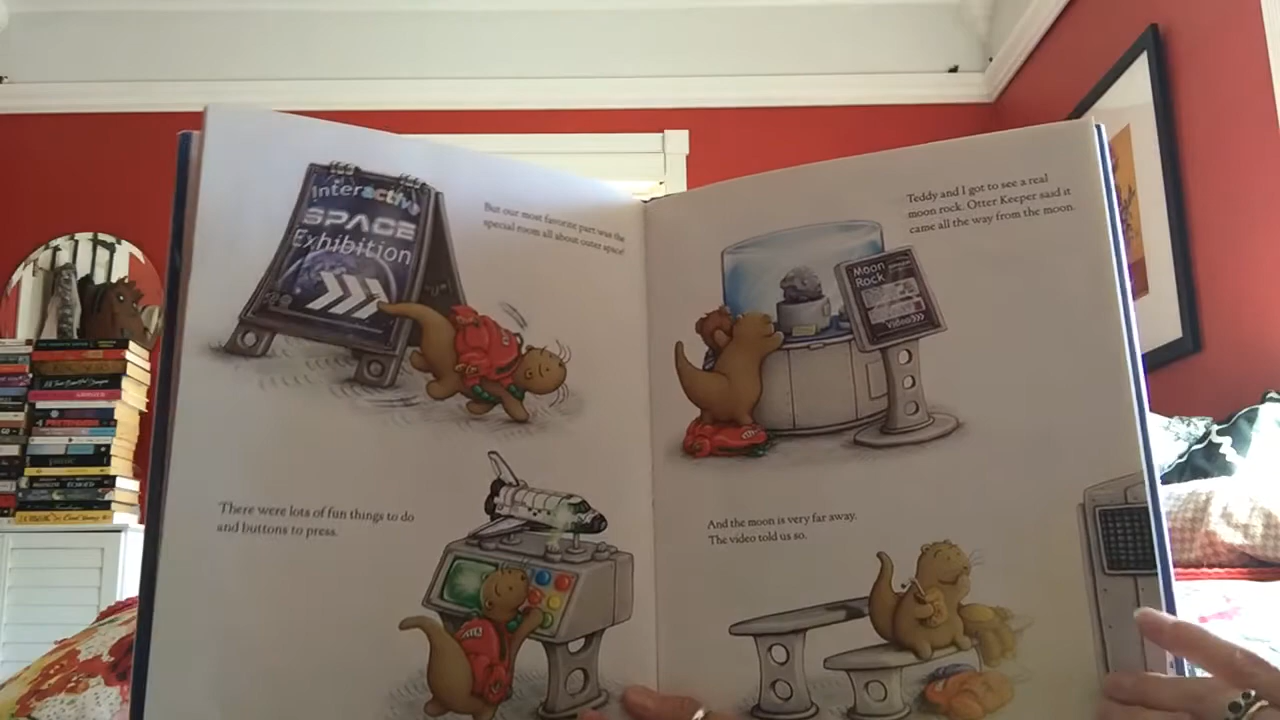 Interactive
SPACE
Exhibition
But our most favorite part was the
special room all about outer space!
There were lots of fun things to do
and buttons to press.
Teddy and I got to see a real
moon rock. Otter Keeper said it
came all the way from the moon.
Moon
Rock
Video>>>
And the moon is very far away.
The video told us so.